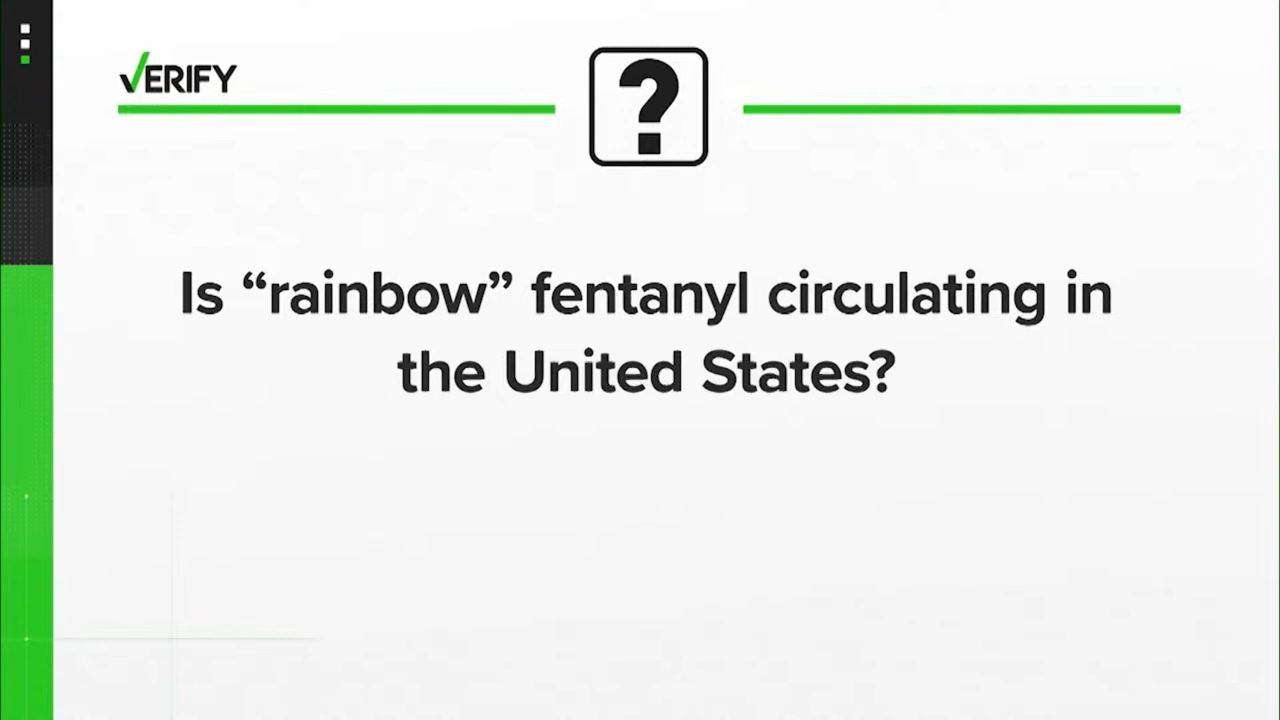 VERIFY
?
Is “rainbow” fentanyl circulating in
the United States?